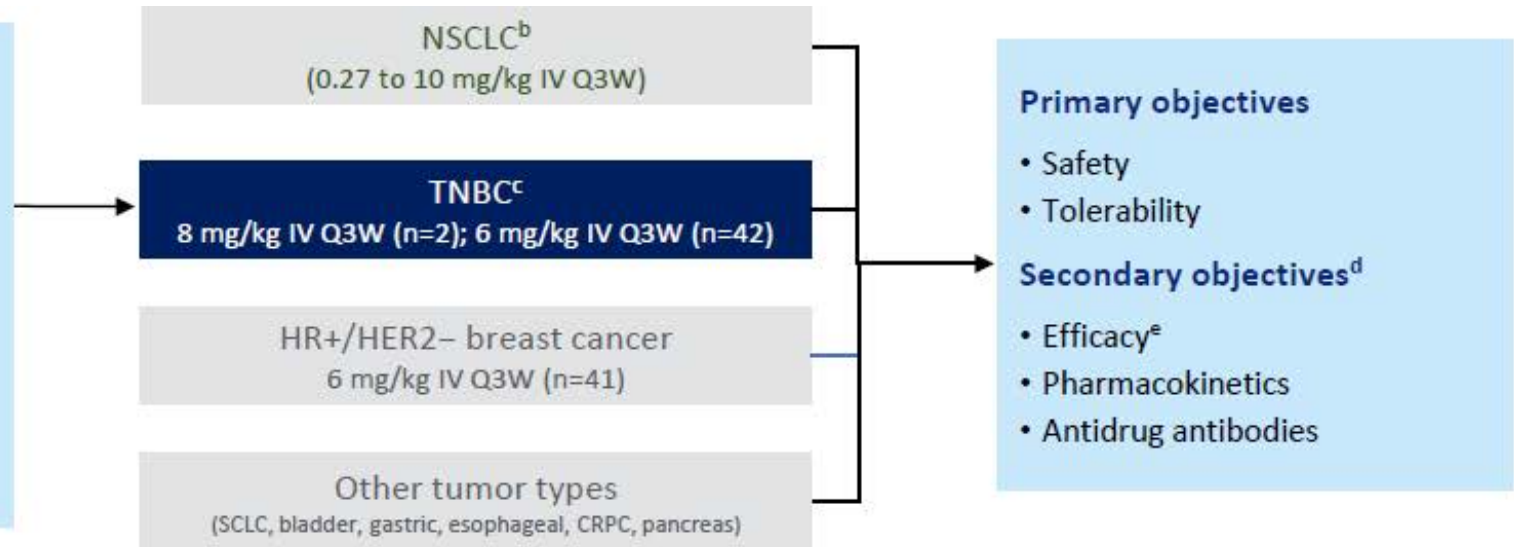 NSCLCᵇ
(0.27 to 10 mg/kg IV Q3W)
TNBCᶜ
8 mg/kg IV Q3W (n=2); 6 mg/kg IV Q3W (n=42)
HR+/HER2– breast cancer
6 mg/kg IV Q3W (n=41)
Other tumor types
(SCLC, bladder, gastric, esophageal, CRPC, pancreas)
Primary objectives
• Safety
• Tolerability
Secondary objectivesᵈ
• Efficacyᵉ
• Pharmacokinetics
• Antidrug antibodies